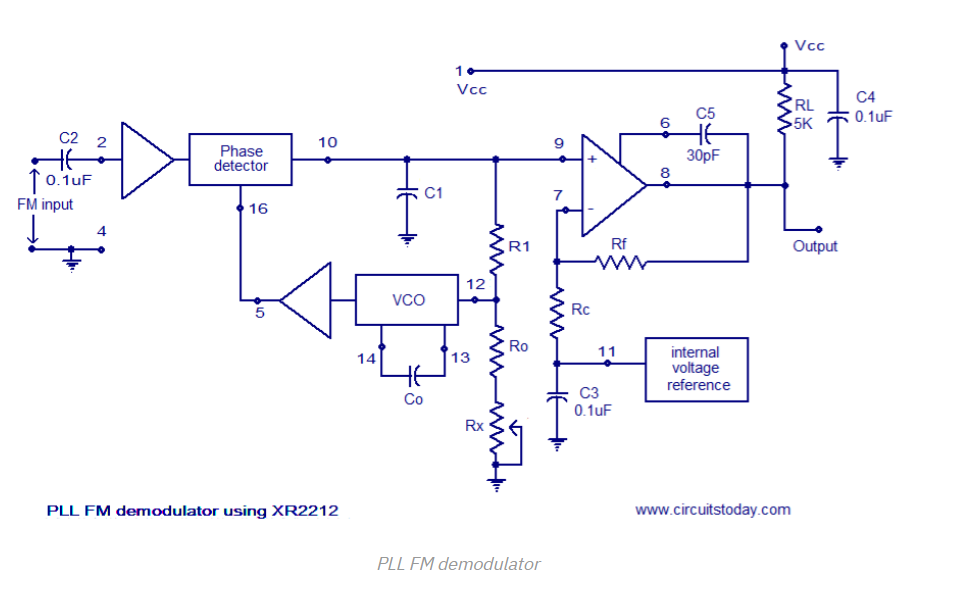 Vcc
1
Vcc
C2
2
0.1uF
FM input
4
Phase
detector
10
16
C1
R1
5
VCO
12
14
13
Co
Ro
Rx
9
+
7
-
6
C5
30pF
8
Rf
Rc
11
C3
0.1uF
internal
voltage
reference
RL
5K
C4
0.1uF
Output
PLL FM demodulator using XR2212
www.circuitstoday.com
PLL FM demodulator